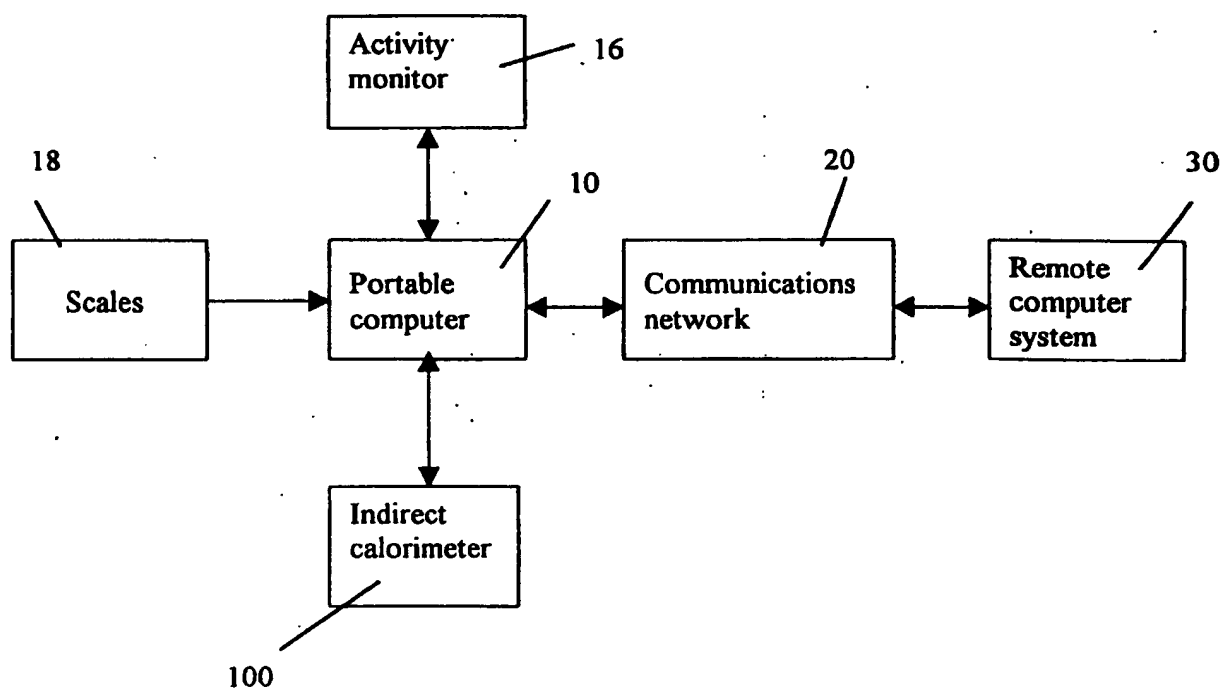 Activity
monitor
16
18
10
20
30
Scales
Portable
computer
Communications
network
Remote
computer
system
Indirect
calorimeter
100